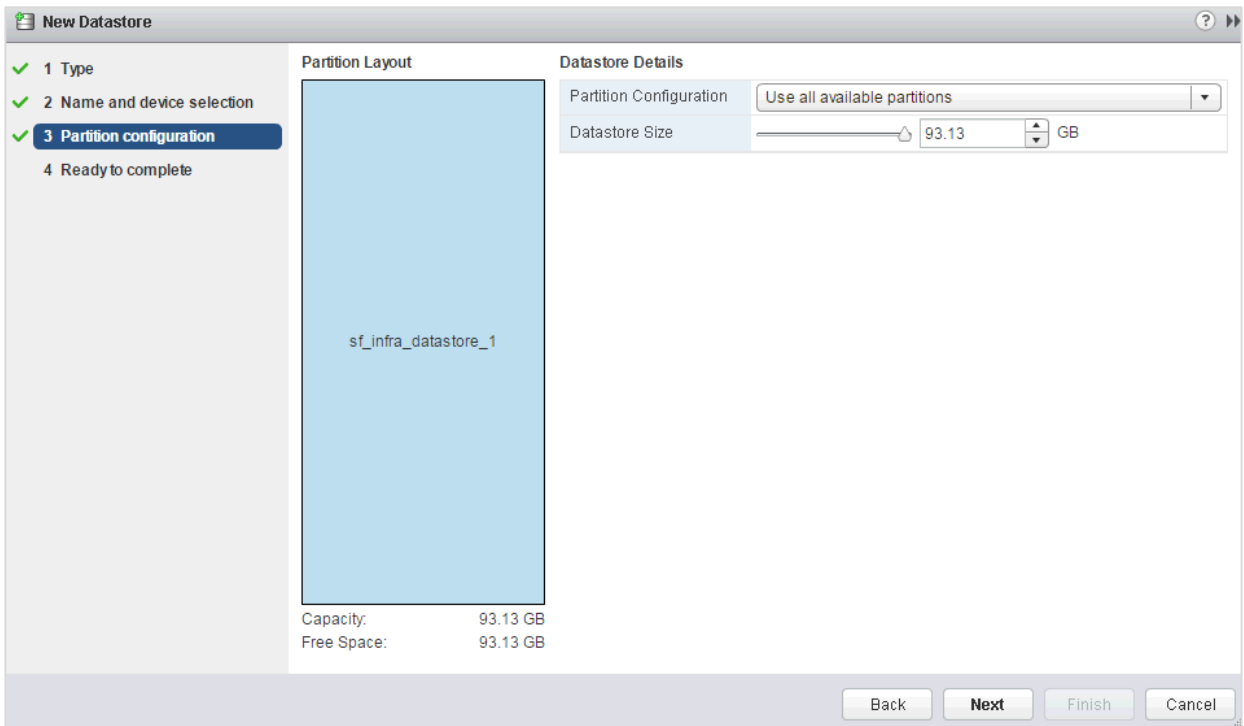 New Datastore
?
1 Type
2 Name and device selection
3 Partition configuration
4 Ready to complete
Partition Layout
sf_infra_datastore_1
Capacity: 93.13 GB
Free Space: 93.13 GB
Datastore Details
Partition Configuration Use all available partitions
Datastore Size 93.13 GB
Back Next Finish Cancel